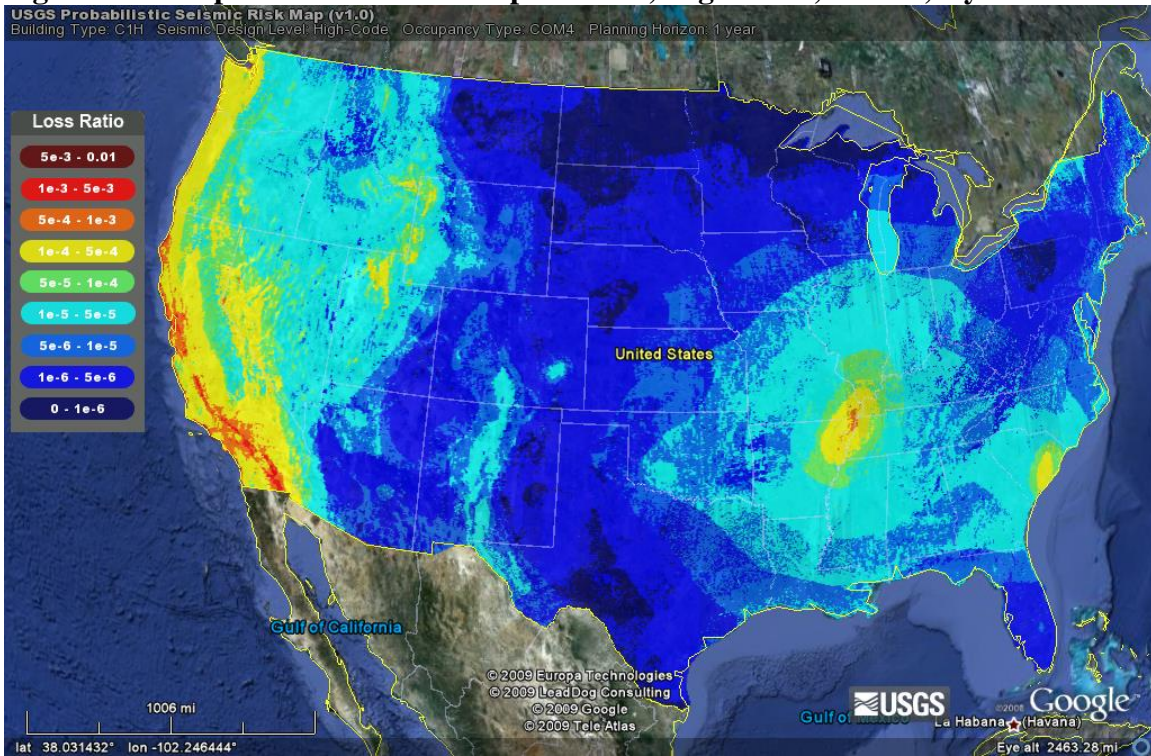 USGS Probabilistic Seismic Risk Map (v1.0)
Building Type: C1H Seismic Design Level: High-Code Occupancy Type: COM4 Planning Horizon: 1 year
Loss Ratio
5e-3 - 0.01
1e-3 - 5e-3
5e-4 - 1e-3
1e-4 - 5e-4
5e-5 - 1e-4
1e-5 - 5e-5
5e-6 - 1e-5
1e-6 - 5e-6
0 - 1e-6
United States
Gulf of California
© 2009 Europa Technologies
© 2009 LeadDog Consulting
© 2009 Google
© 2009 Tele Atlas
USGS
©2008 Google
Gulf of Mexico
La Habana (Havana)
1006 mi
lat 38.031432° lon -102.246444°
Eye alt 2463.28 mi